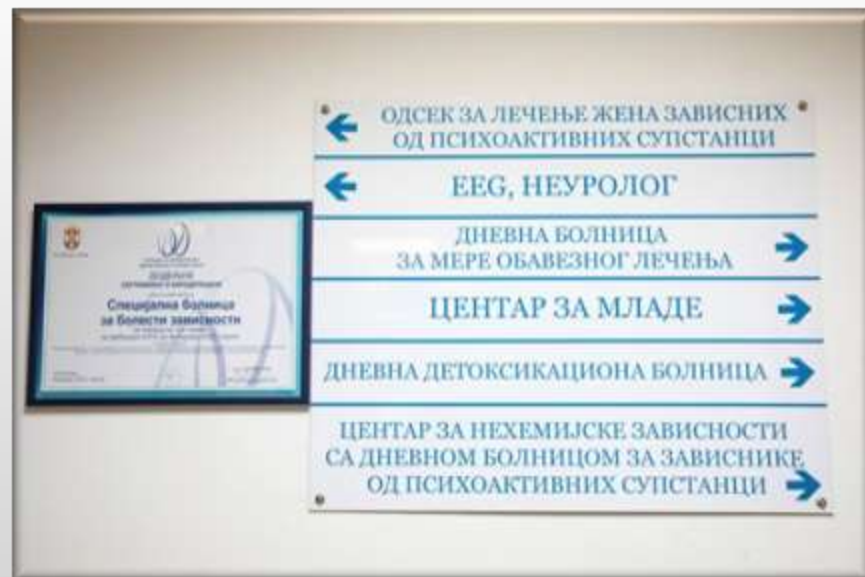 Специјална болница
за болести зависности
ОДСЕК ЗА ЛЕЧЕЊЕ ЖЕНА ЗАВИСНИХ
ОД ПСИХОАКТИВНИХ СУПСТАНЦИ
EEG, НЕУРОЛОГ
ДНЕВНА БОЛНИЦА
ЗА МЕРЕ ОБАВЕЗНОГ ЛЕЧЕЊА
ЦЕНТАР ЗА МЛАДЕ
ДНЕВНА ДЕТОКСИКАЦИОНА БОЛНИЦА
ЦЕНТАР ЗА НЕХЕМИЈСКЕ ЗАВИСНОСТИ
СА ДНЕВНОМ БОЛНИЦОМ ЗА ЗАВИСНИКЕ
ОД ПСИХОАКТИВНИХ СУПСТАНЦИ